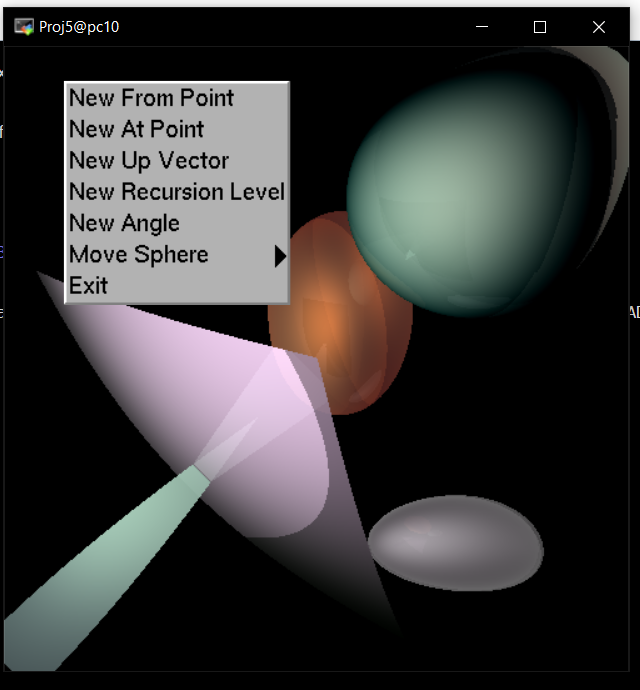 Proj5@pc10
New From Point
New At Point
New Up Vector
New Recursion Level
New Angle
Move Sphere
Exit